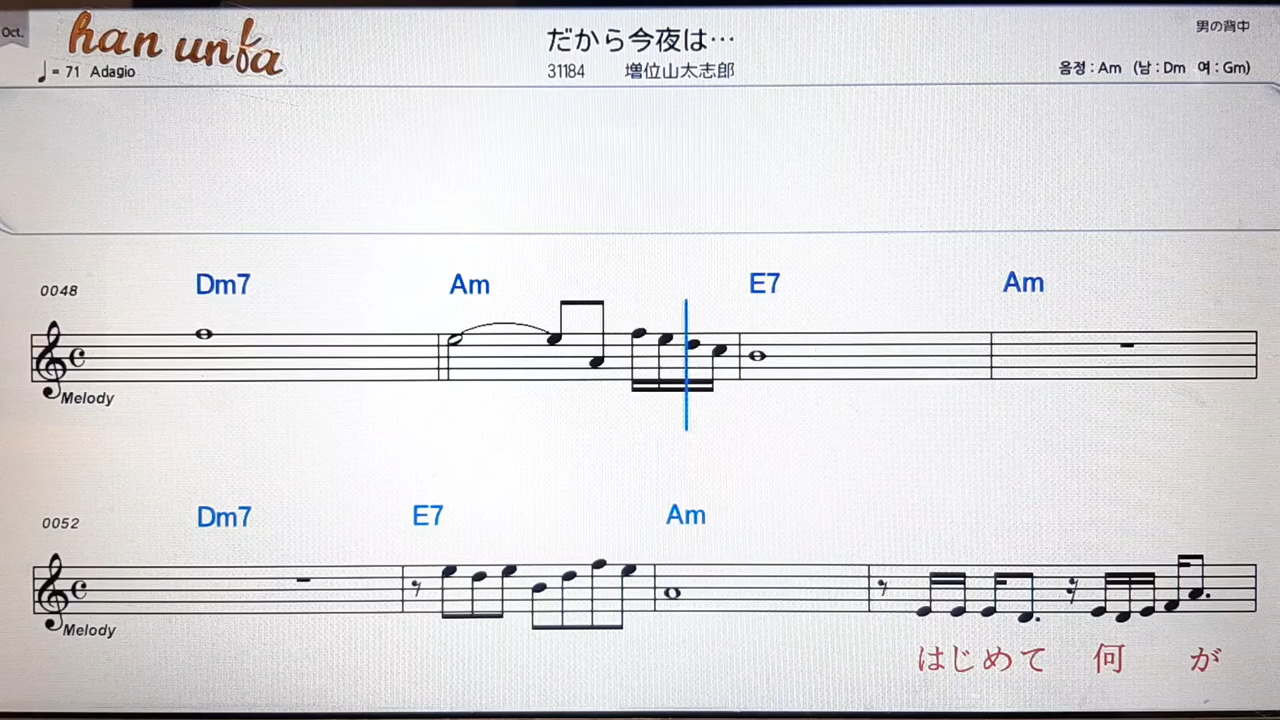 Oct.
han unfa
= 71 Adagio
だから今夜は…
31184 増位山太志郎
男の背中
음정 : Am (남 : Dm 여 : Gm)
0048
Dm7 Am E7 Am
Melody
0052
Dm7 E7 Am
Melody
はじめて 何 が